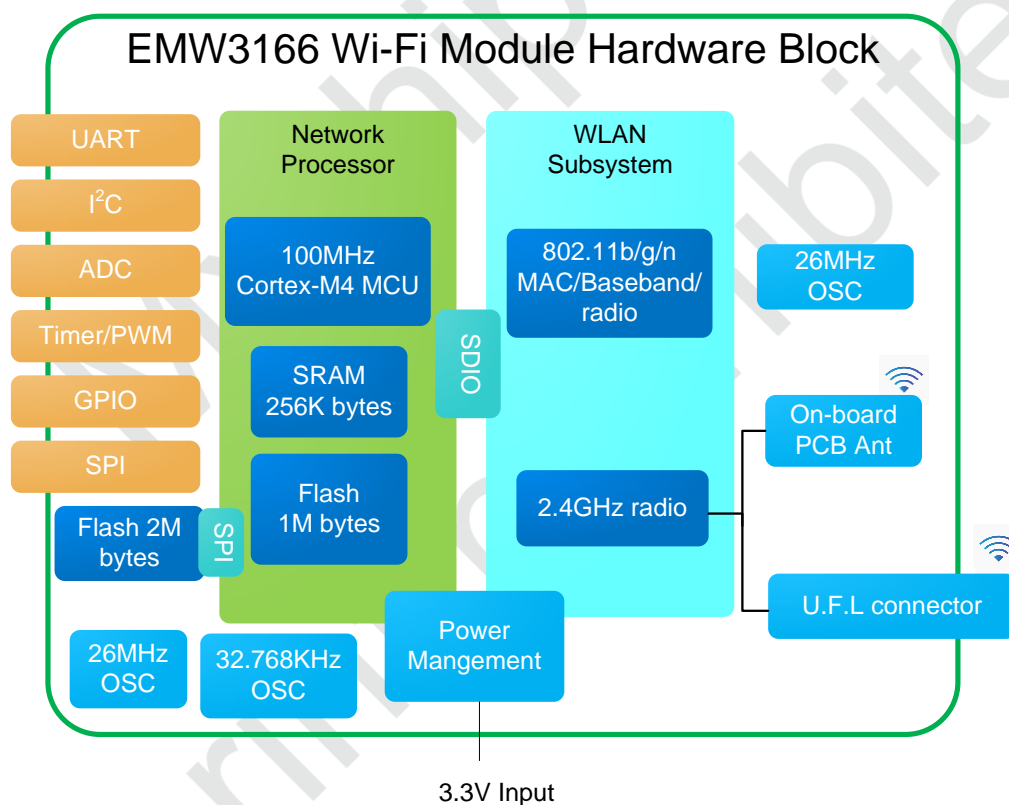 EMW3166 Wi-Fi Module Hardware Block
UART
I²C
ADC
Timer/PWM
GPIO
SPI
Flash 2M
bytes
SPI
Network
Processor
100MHz
Cortex-M4 MCU
SRAM
256K bytes
Flash
1M bytes
SDIO
WLAN
Subsystem
802.11b/g/n
MAC/Baseband/
radio
2.4GHz radio
26MHz
OSC
On-board
PCB Ant
U.F.L connector
26MHz
OSC
32.768KHz
OSC
Power
Mangement
3.3V Input